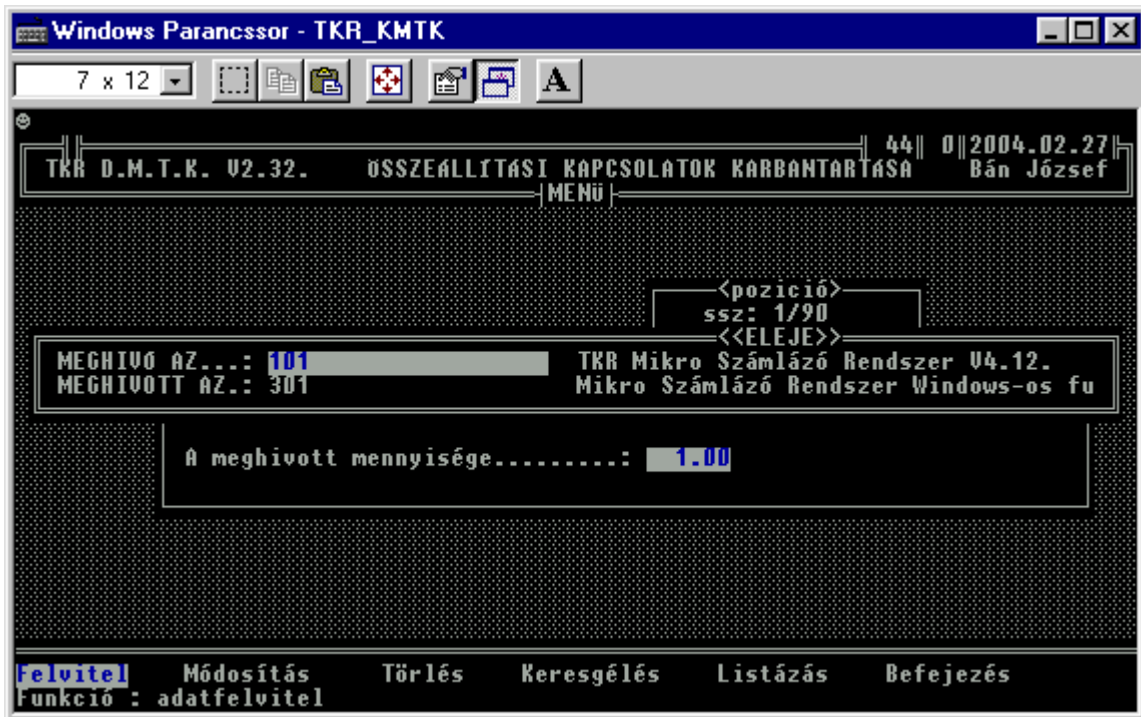 Windows Parancssor - TKR_KMTK
7 x 12
A
44 0 2004.02.27
TKR D.M.T.K. V2.32. ÖSSZEÁLLÍTÁSI KAPCSOLATOK KARBANTARTÁSA Bán József
MENÜ
<pozíció>
ssz: 1/90
<<ELEJE>>
MEGHIVÓ AZ...: 101 TKR Mikro Számlázó Rendszer V4.12.
MEGHIVOTT AZ.: 301 Mikro Számlázó Rendszer Windows-os fu
A meghivott mennyisége.........: 1.00
Felvitel Módosítás Törlés Keresgélés Listázás Befejezés
Funkció : adatfelvitel